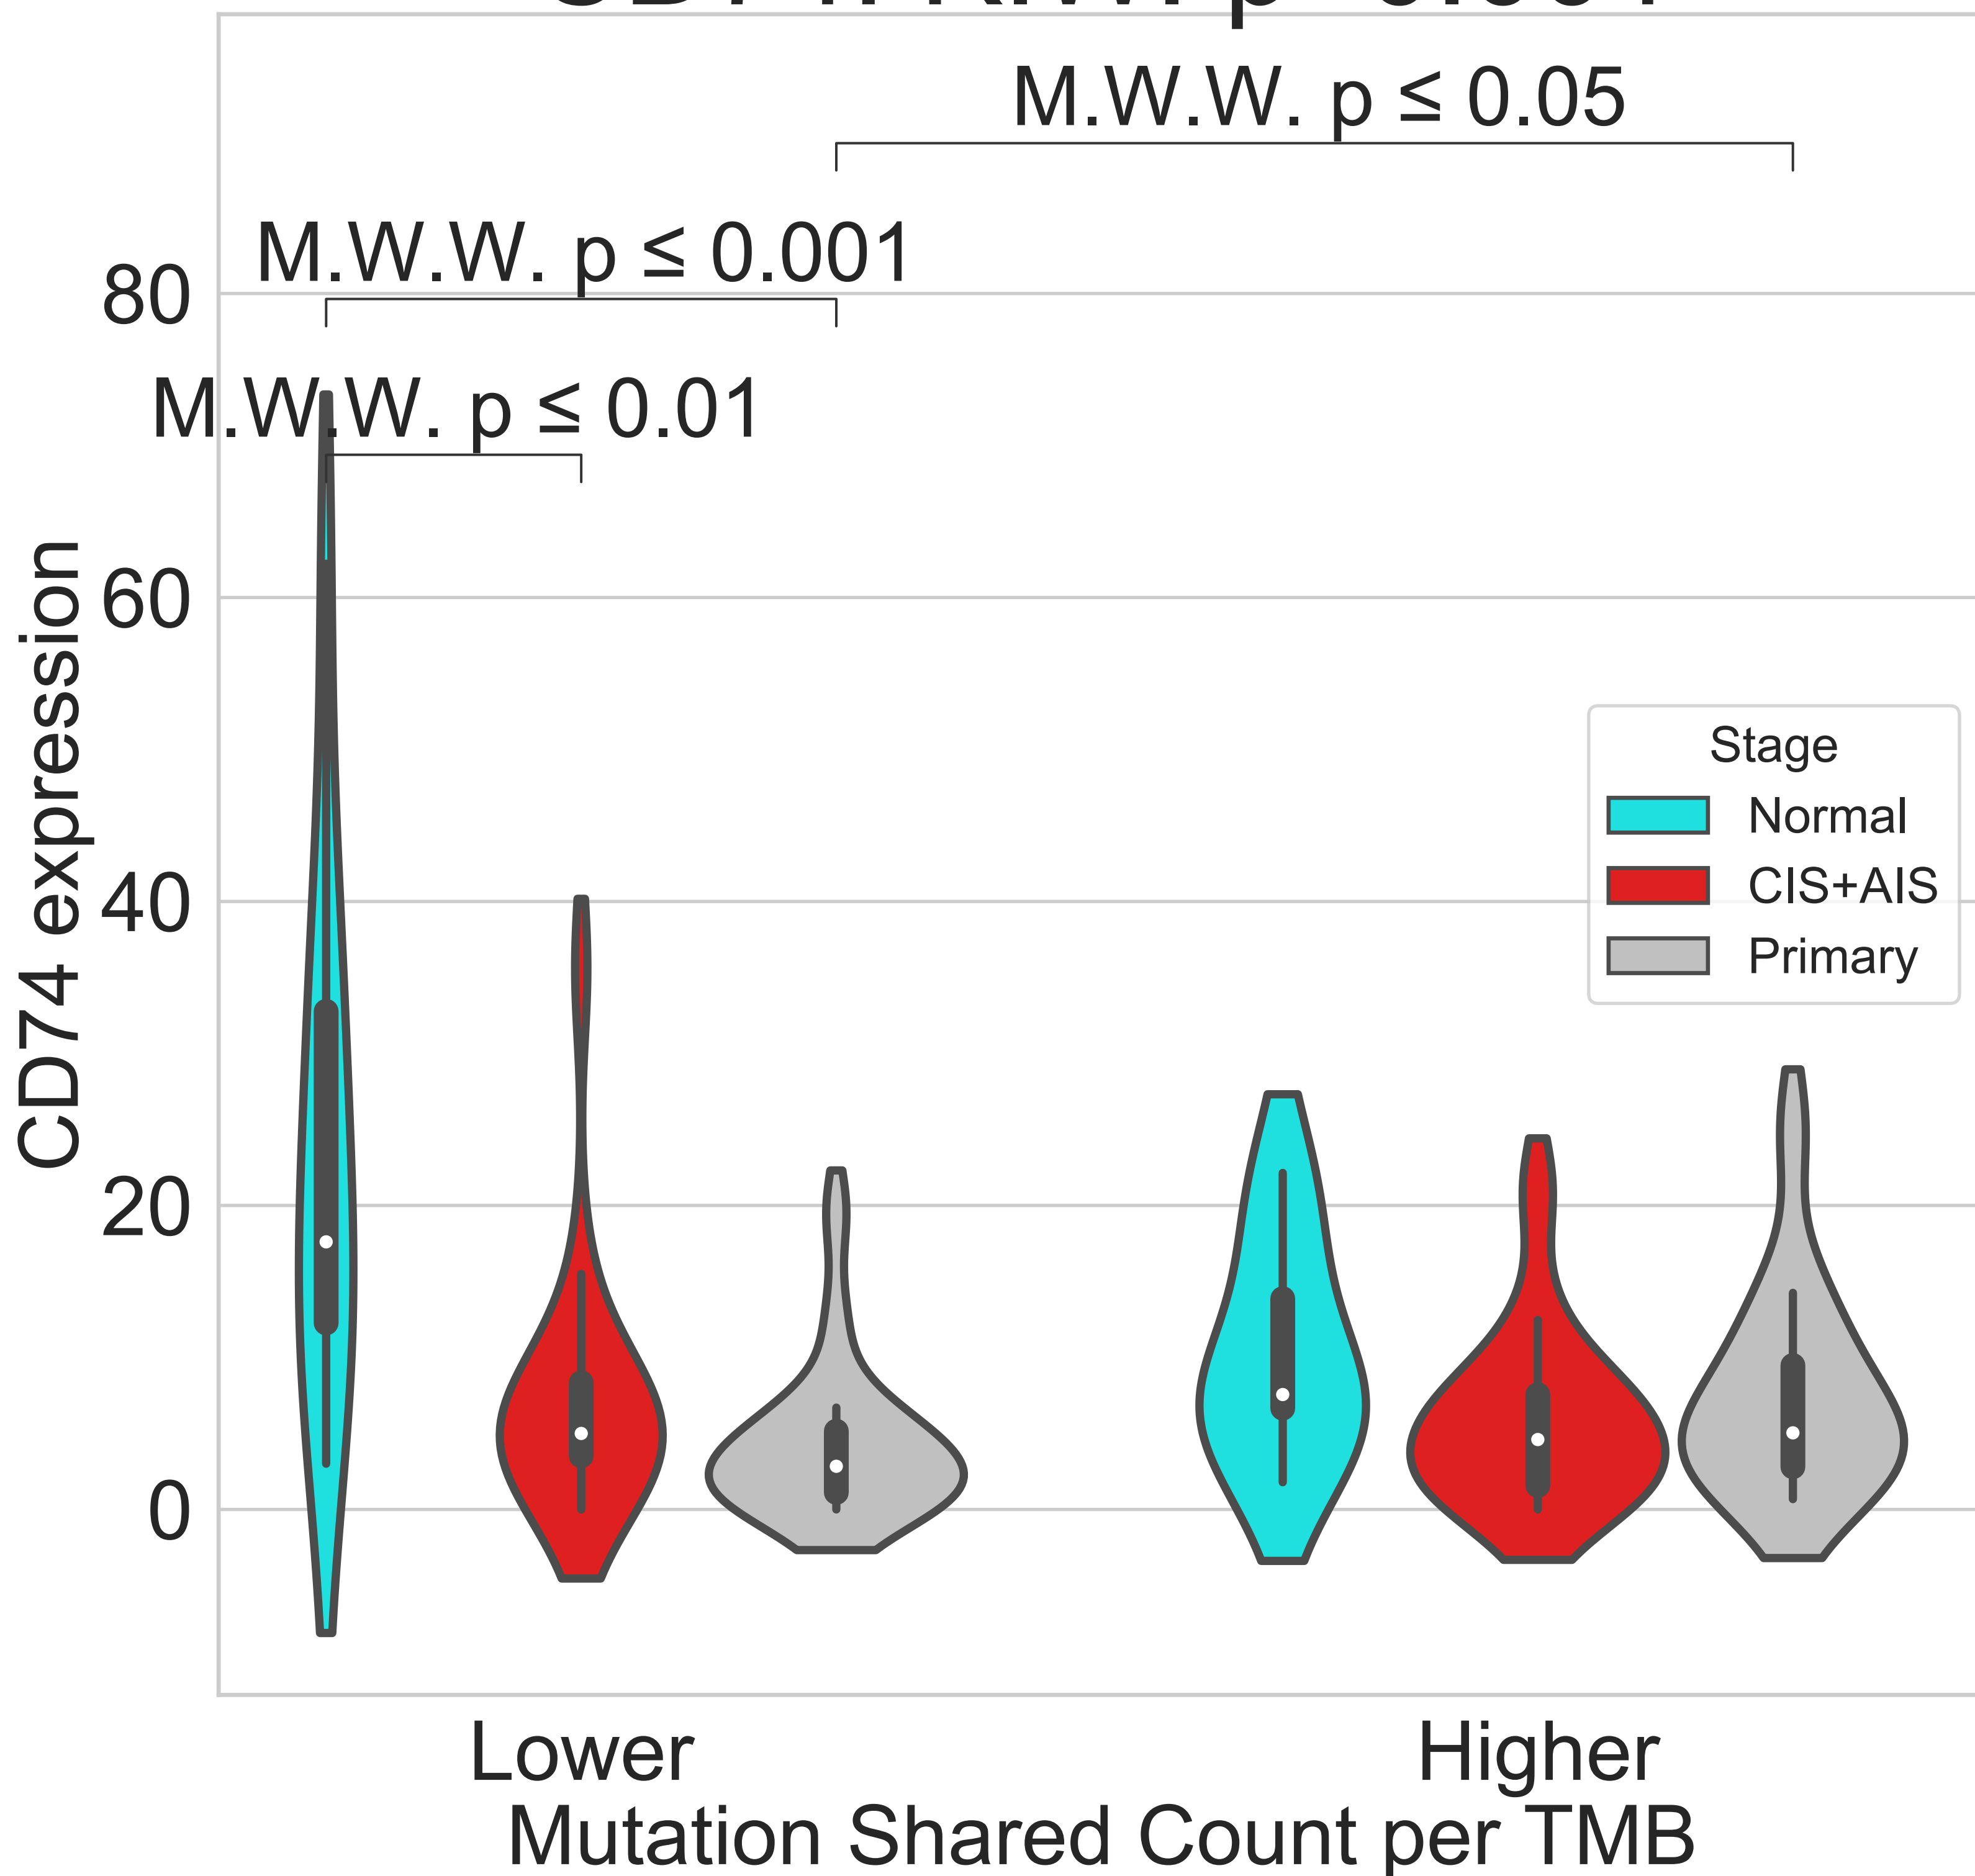 M.W.W. p ≤ 0.05
M.W.W. p ≤ 0.001
M.W.W. p ≤ 0.01
80
60
40
20
0
CD74 expression
Stage
Normal
CIS+AIS
Primary
Lower
Higher
Mutation Shared Count per TMB